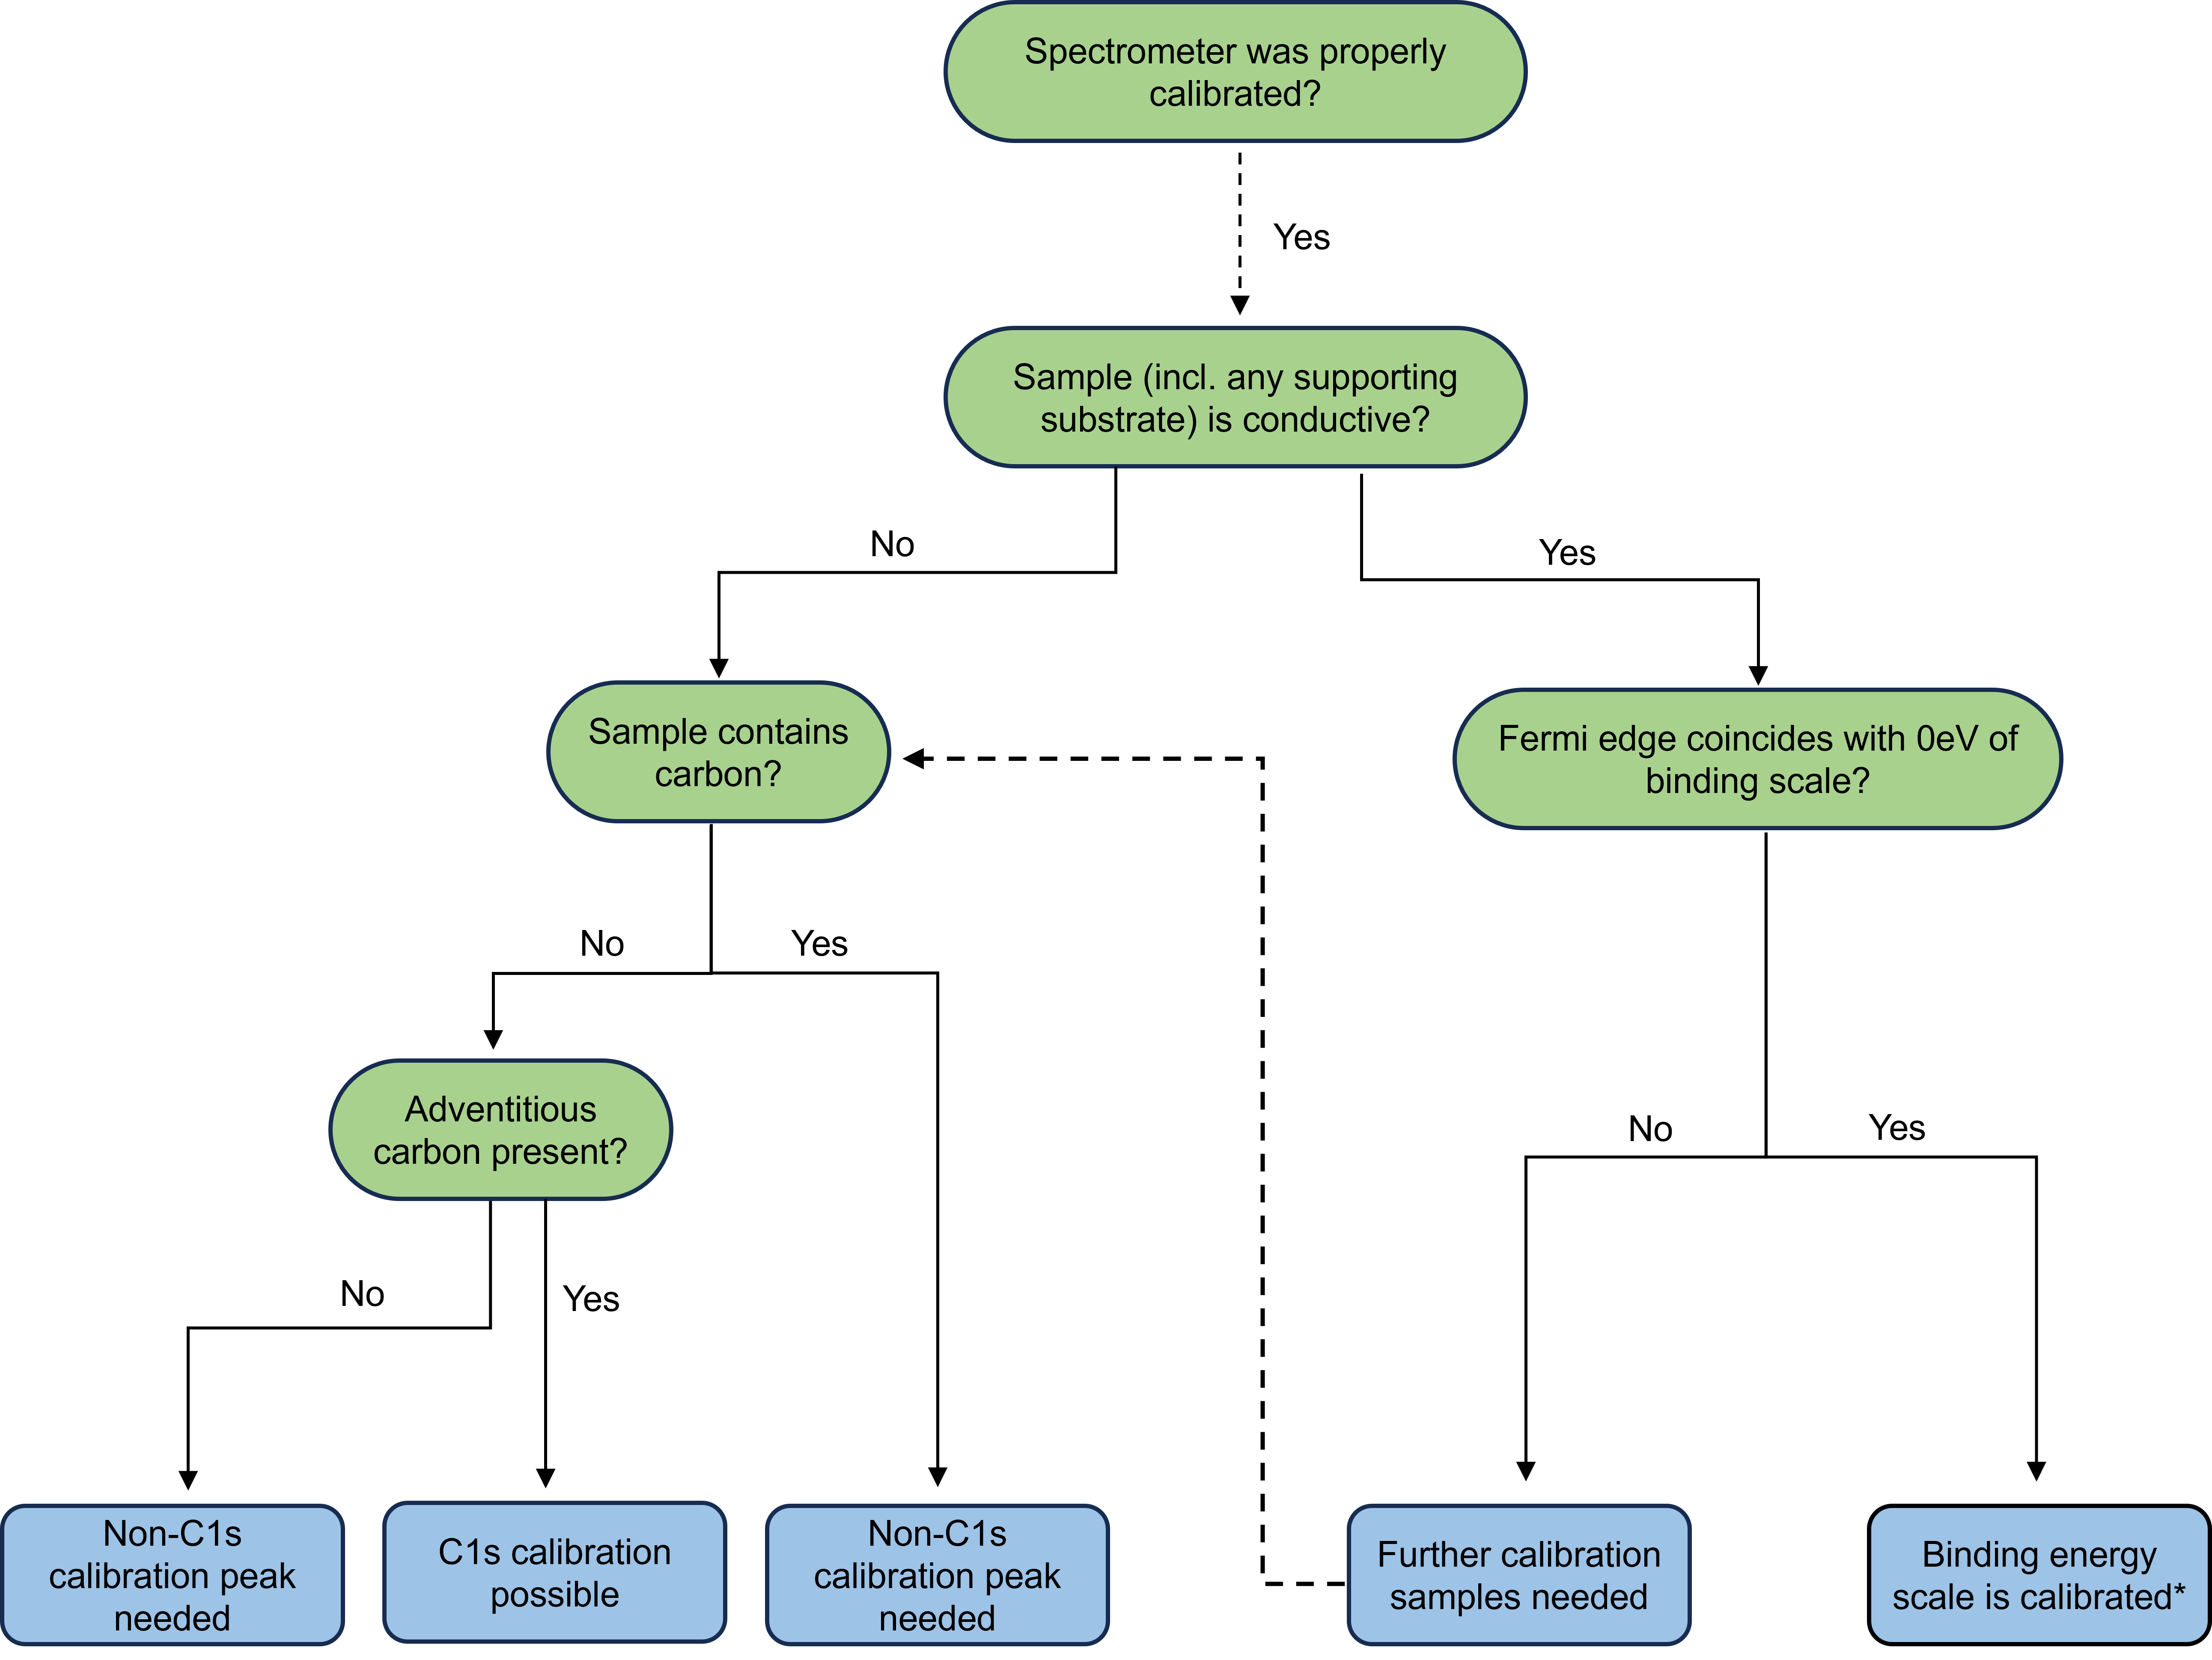 Spectrometer was properly
calibrated?
Yes
Sample (incl. any supporting
substrate) is conductive?
No
Yes
Sample contains
carbon?
Fermi edge coincides with 0eV of
binding scale?
No
Yes
Adventitious
carbon present?
No
Yes
No
Yes
Non-C1s
calibration peak
needed
C1s calibration
possible
Non-C1s
calibration peak
needed
Further calibration
samples needed
Binding energy
scale is calibrated*